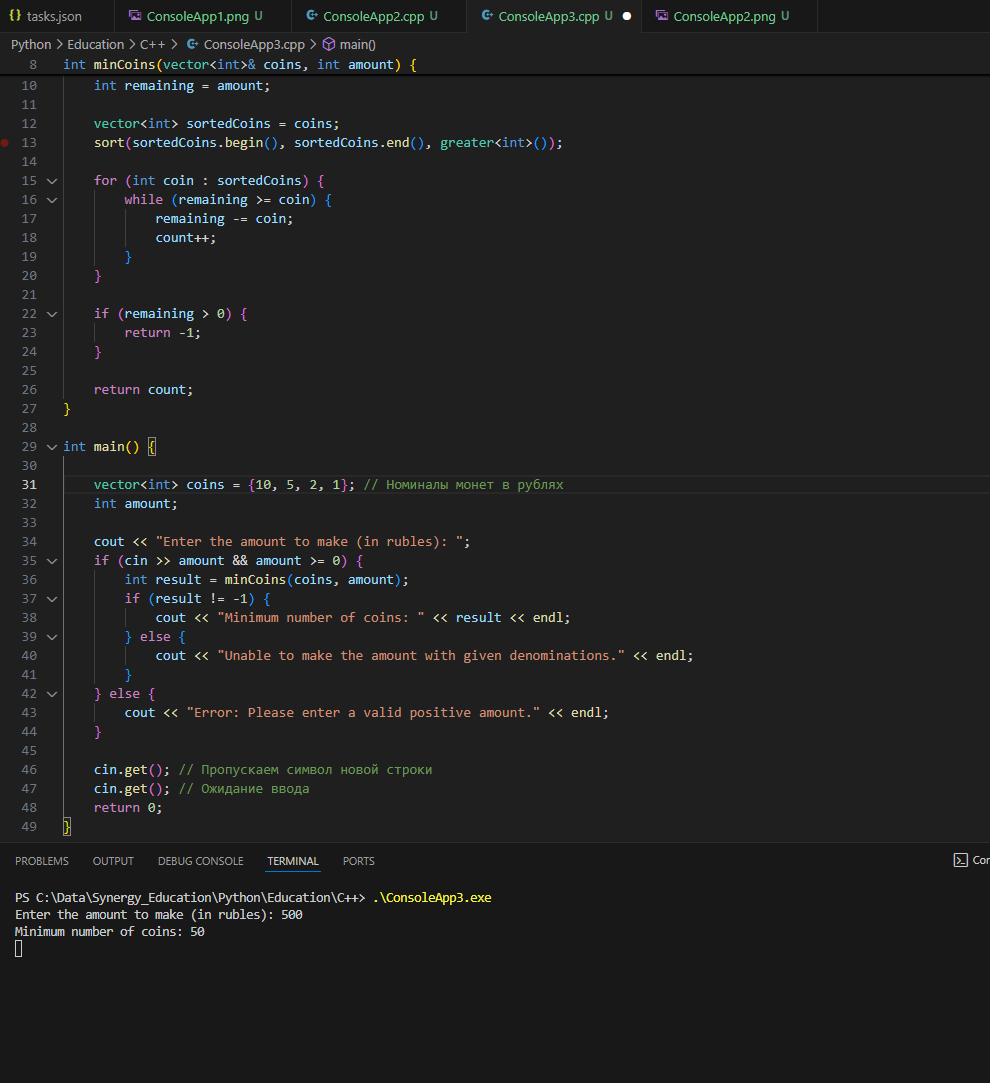 tasks.json ConsoleApp1.png U ConsoleApp2.cpp U ConsoleApp3.cpp U ConsoleApp2.png U
Python > Education > C++ > ConsoleApp3.cpp > main()
8 int minCoins(vector<int>& coins, int amount) {
10 int remaining = amount;
11
12 vector<int> sortedCoins = coins;
13 sort(sortedCoins.begin(), sortedCoins.end(), greater<int>());
14
15 for (int coin : sortedCoins) {
16 while (remaining >= coin) {
17 remaining -= coin;
18 count++;
19 }
20 }
21
22 if (remaining > 0) {
23 return -1;
24 }
25
26 return count;
27 }
28
29 int main() {
30
31 vector<int> coins = {10, 5, 2, 1}; // Номиналы монет в рублях
32 int amount;
33
34 cout << "Enter the amount to make (in rubles): ";
35 if (cin >> amount && amount >= 0) {
36 int result = minCoins(coins, amount);
37 if (result != -1) {
38 cout << "Minimum number of coins: " << result << endl;
39 } else {
40 cout << "Unable to make the amount with given denominations." << endl;
41 }
42 } else {
43 cout << "Error: Please enter a valid positive amount." << endl;
44 }
45
46 cin.get(); // Пропускаем символ новой строки
47 cin.get(); // Ожидание ввода
48 return 0;
49 }
PROBLEMS OUTPUT DEBUG CONSOLE TERMINAL PORTS Con
PS C:\Data\Synergy_Education\Python\Education\C++> .\ConsoleApp3.exe
Enter the amount to make (in rubles): 500
Minimum number of coins: 50